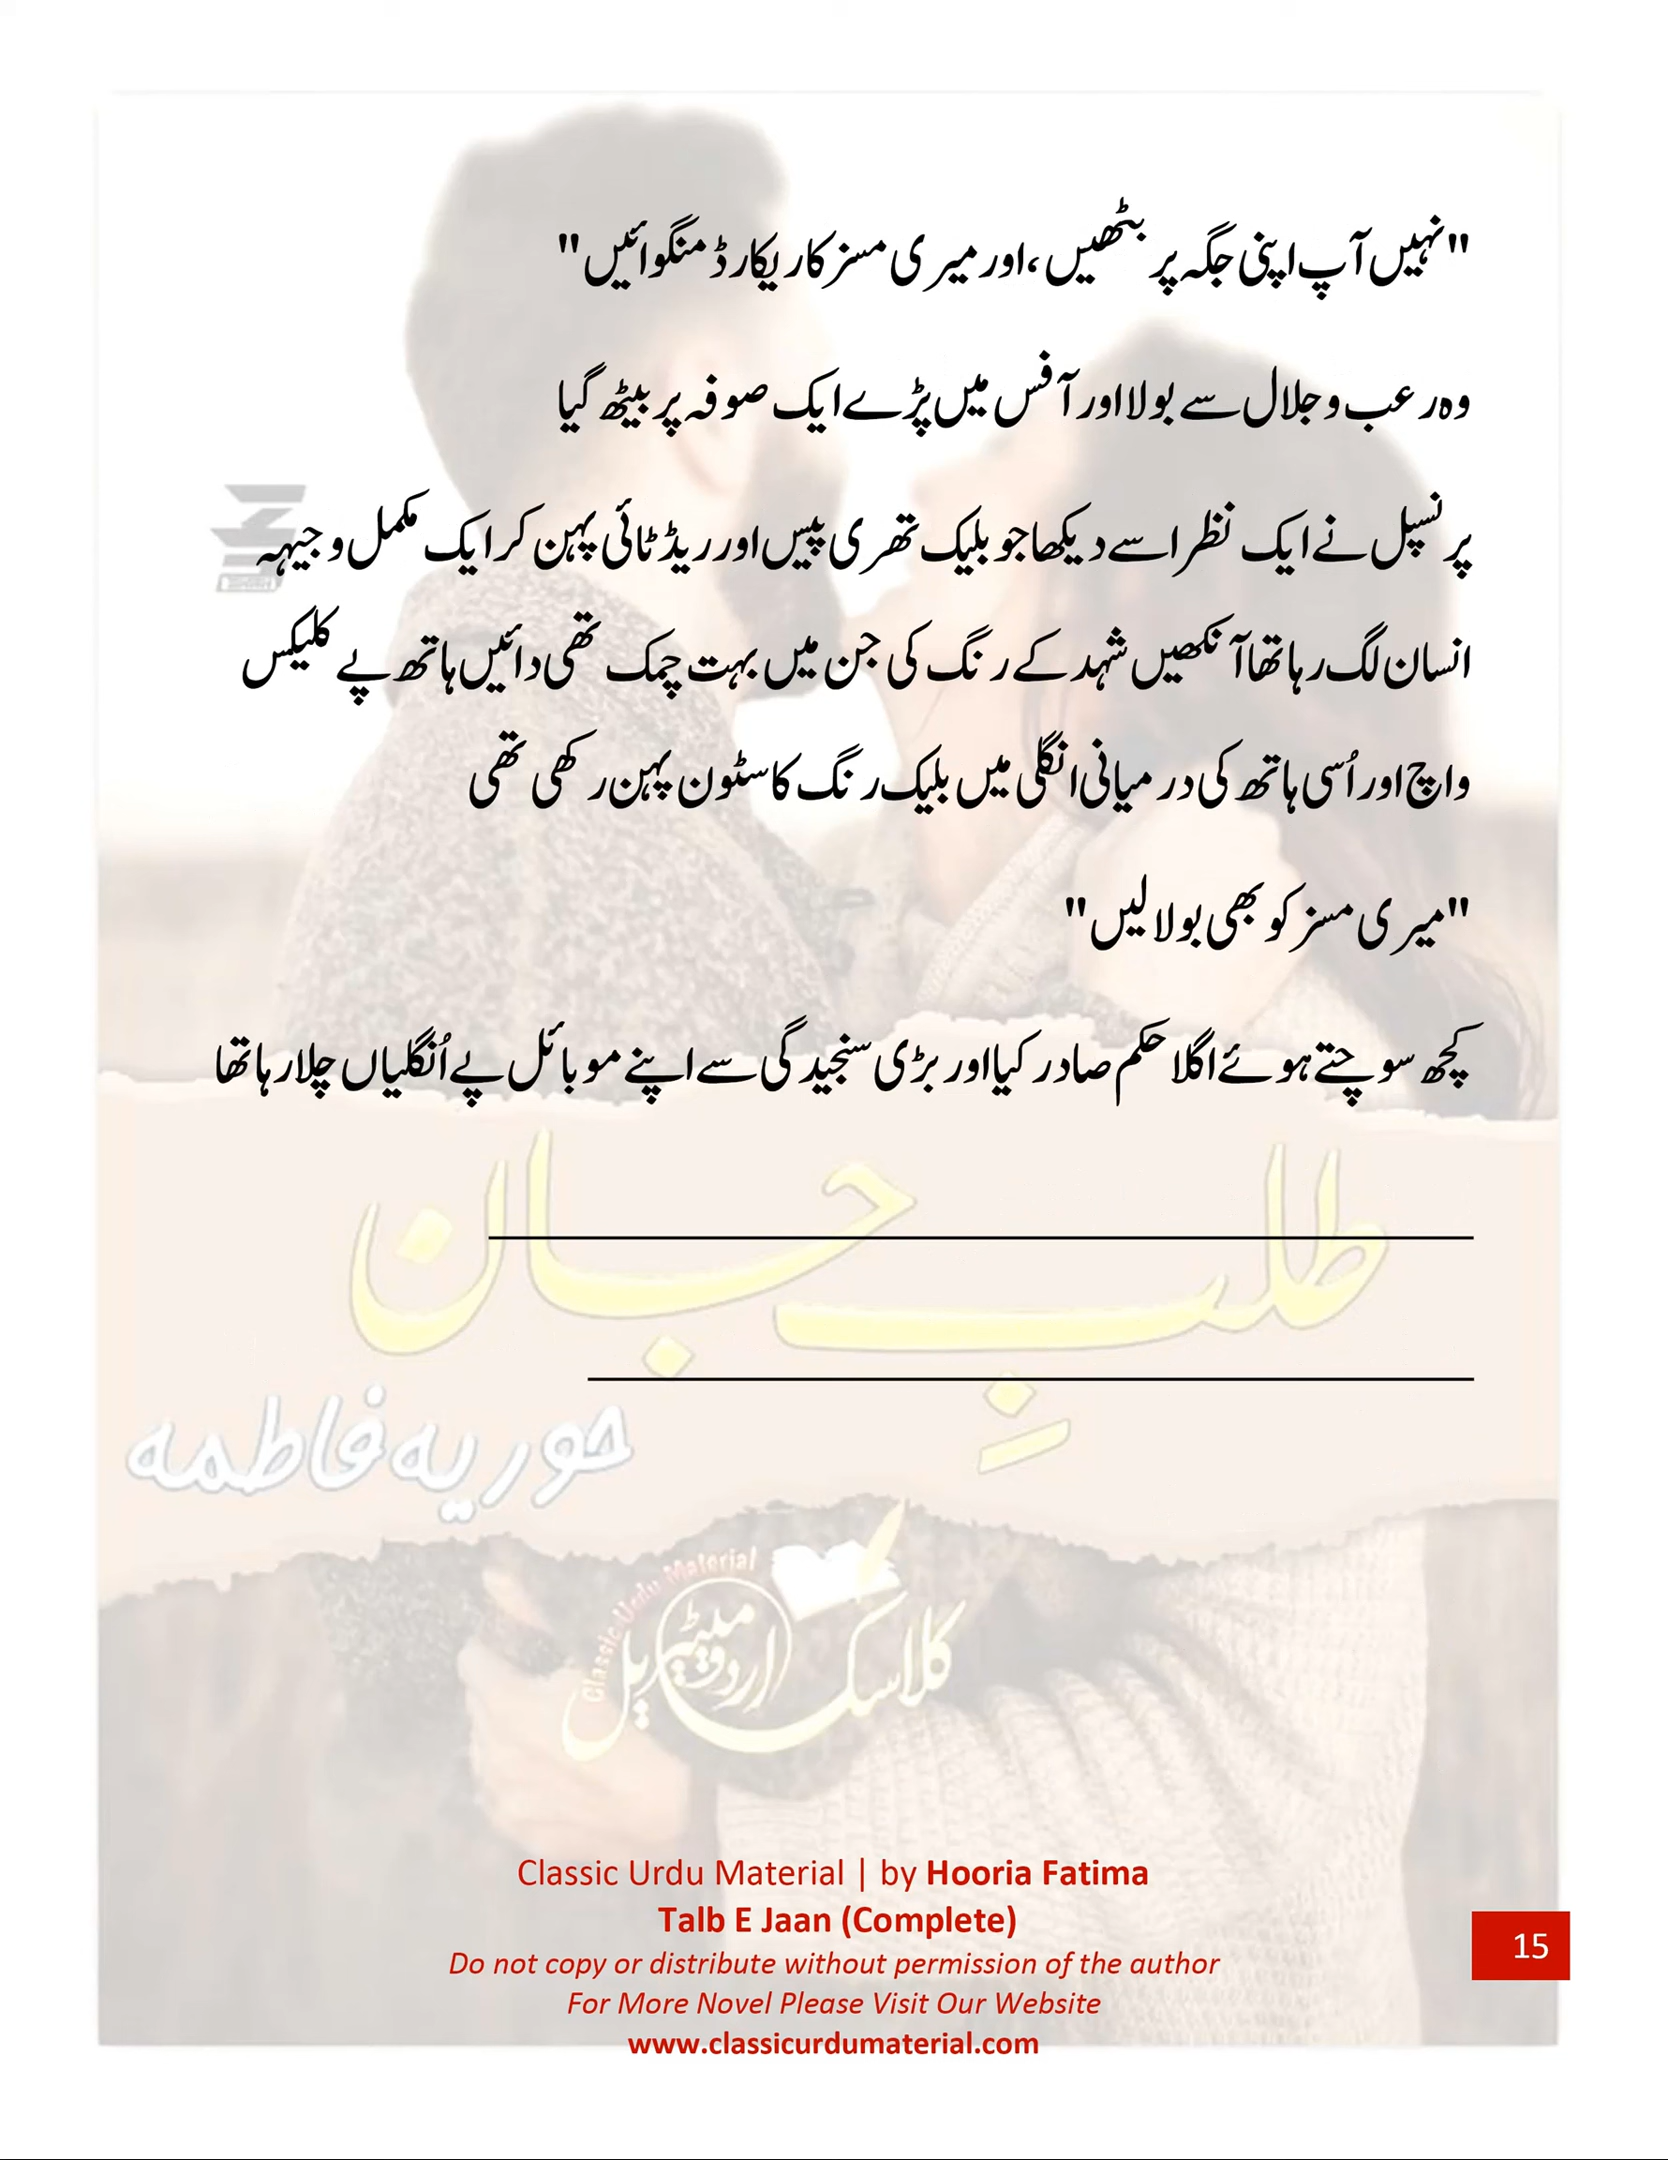 "نہیں آپ اپنی جگہ پر بٹھیں ،اور میری مسز کا ریکارڈ منگوائیں"
وہ رعب و جلال سے بولا اور آفس میں پڑے ایک صوفہ پر بیٹھ گیا
پرنسپل نے ایک نظر اسے دیکھا جو بلیک تھری پیس اور ریڈ ٹائی پہن کر ایک مکمل وجیہہ
انسان لگ رہا تھا آنکھیں شہد کے رنگ کی جن میں بہت چمک تھی دائیں ہاتھ پے کلیکس
واچ اور اُسی ہاتھ کی درمیانی انگلی میں بلیک رنگ کا سٹون پہن رکھی تھی
"میری مسز کو بھی بولا لیں"
کچھ سوچتے ہوئے اگلا حکم صادر کیا اور بڑی سنجیدگی سے اپنے موبائل پے اُنگلیاں چلا رہا تھا
طلبِ جان
حوریہ فاطمہ
Classic Urdu Material
کلاسک اردو مٹیریل
Classic Urdu Material | by Hooria Fatima
Talb E Jaan (Complete)
Do not copy or distribute without permission of the author
For More Novel Please Visit Our Website
www.classicurdumaterial.com
15